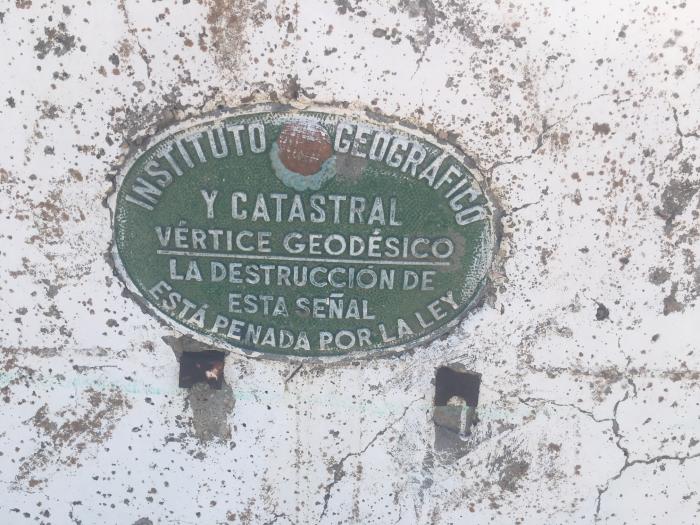 INSTITUTO GEOGRÁFICO
Y CATASTRAL
VÉRTICE GEODÉSICO
LA DESTRUCCIÓN DE
ESTA SEÑAL
ESTÁ PENADA POR LA LEY